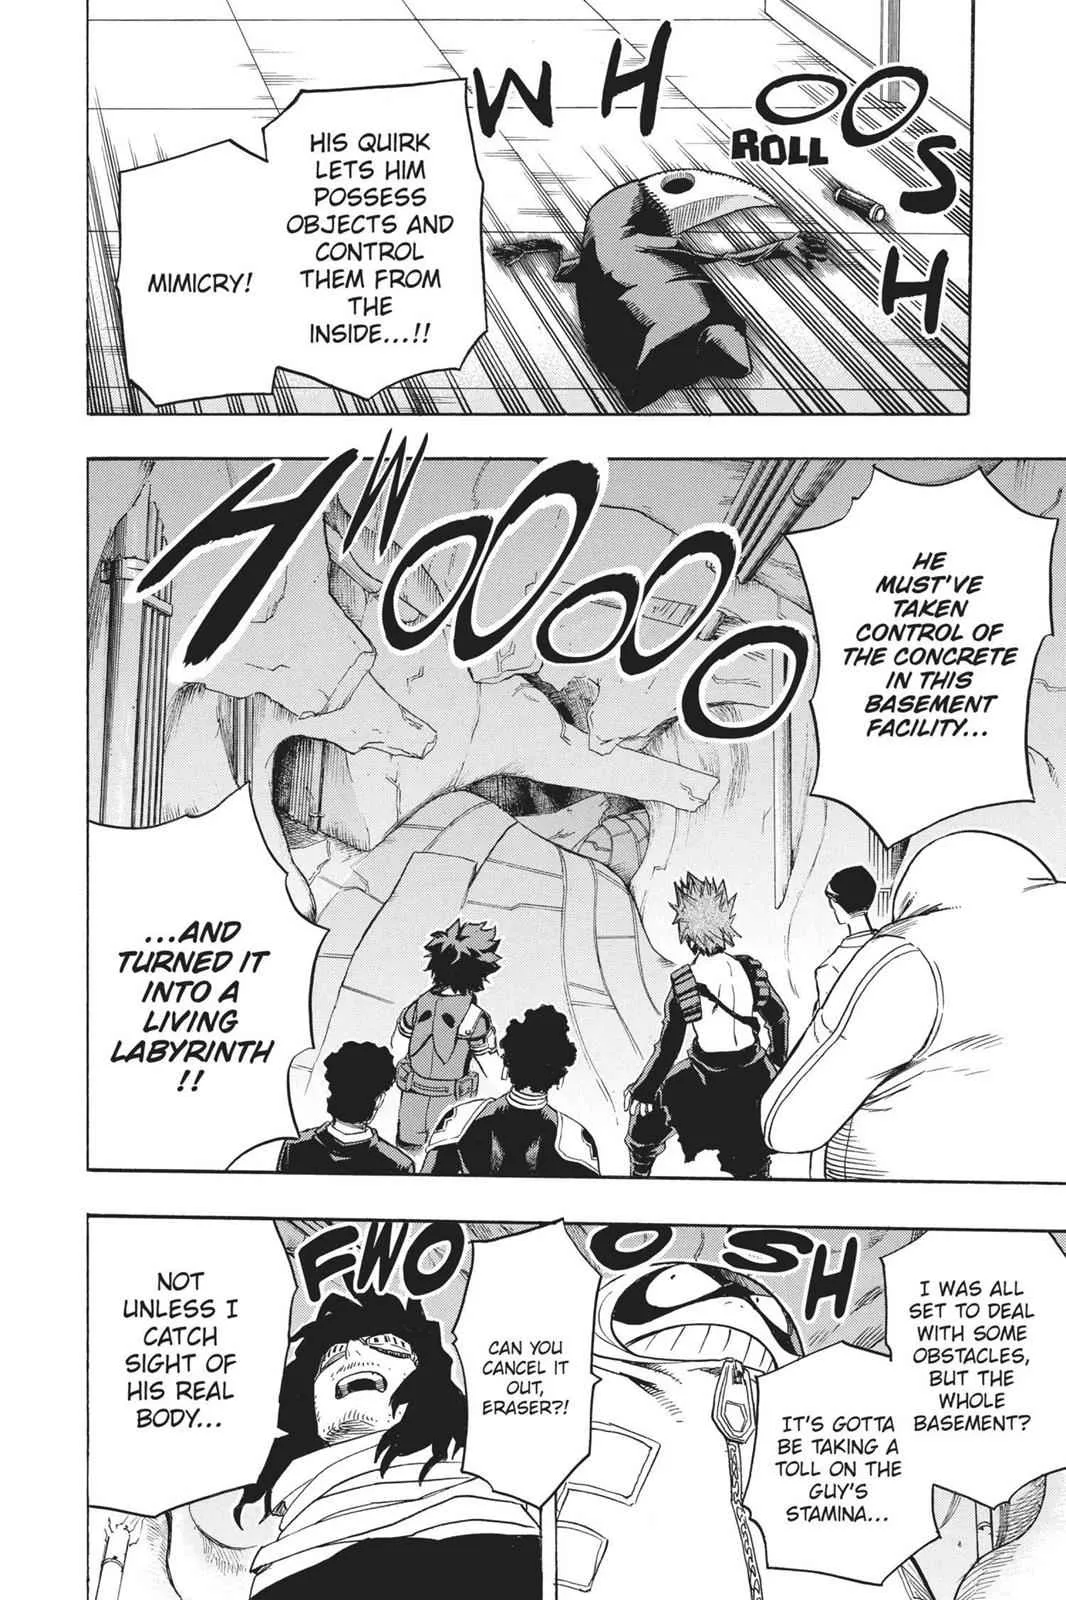 WHOOSH
ROLL
HIS QUIRK
LETS HIM
POSSESS
OBJECTS AND
CONTROL
THEM FROM
THE
INSIDE...!!
MIMICRY!
HWOOOOO
HE
MUST'VE
TAKEN
CONTROL OF
THE CONCRETE
IN THIS
BASEMENT
FACILITY...
...AND
TURNED IT
INTO A
LIVING
LABYRINTH
!!
FWOOSH
I WAS ALL
SET TO DEAL
WITH SOME
OBSTACLES,
BUT THE
WHOLE
BASEMENT?
IT'S GOTTA
BE TAKING A
TOLL ON THE
GUY'S
STAMINA...
CAN YOU
CANCEL IT
OUT,
ERASER?!
NOT
UNLESS I
CATCH
SIGHT OF
HIS REAL
BODY...